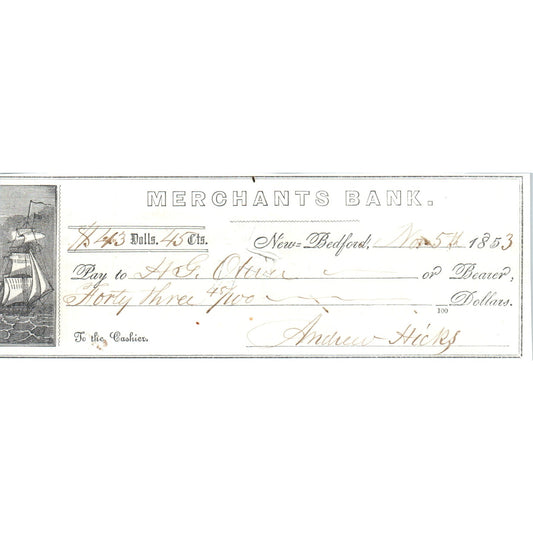 MERCHANTS BANK.
$43 Dolls. 45 Cts. New-Bedford, Nov 5th 1853
Pay to H.G. Oliver or Bearer,
Forty three 45/100 100 Dollars.
To the Cashier. Andrew Hicks